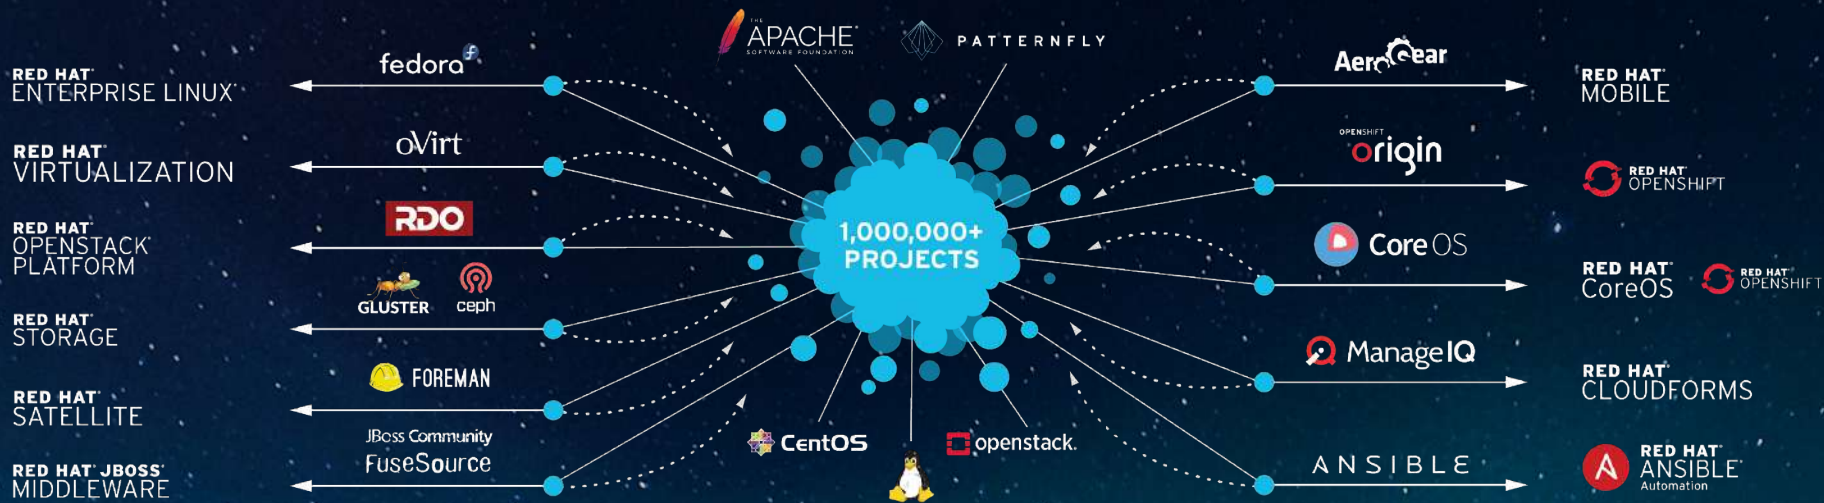 THE
APACHE®
SOFTWARE FOUNDATION
PATTERNFLY
RED HAT®
ENTERPRISE LINUX®
fedora
RED HAT®
VIRTUALIZATION
oVirt
RED HAT®
OPENSTACK®
PLATFORM
RDO
RED HAT®
STORAGE
GLUSTER
ceph
RED HAT®
SATELLITE
FOREMAN
RED HAT® JBOSS®
MIDDLEWARE
JBoss Community
FuseSource
1,000,000+
PROJECTS
CentOS
openstack.
AeroGear
RED HAT®
MOBILE
OPENSHIFT
origin
RED HAT®
OPENSHIFT
CoreOS
RED HAT®
CoreOS
RED HAT®
OPENSHIFT
ManageIQ
RED HAT®
CLOUDFORMS
ANSIBLE
RED HAT®
ANSIBLE®
Automation